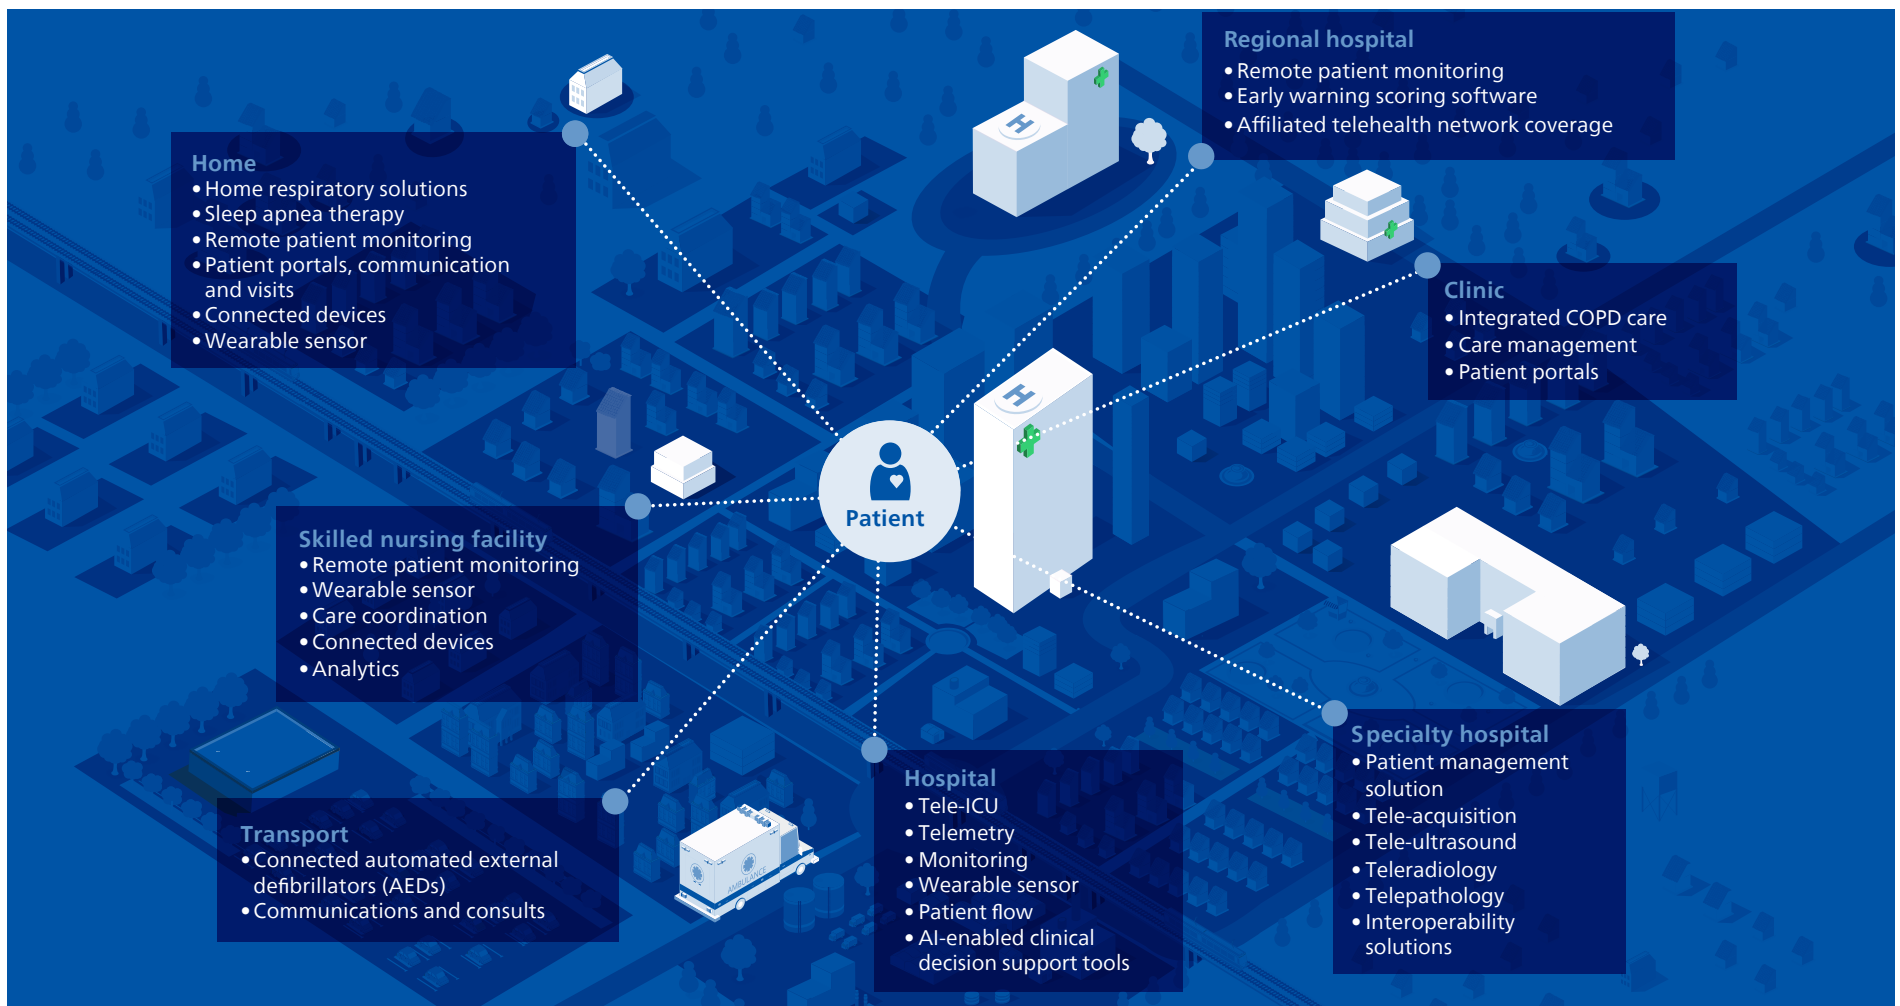 Regional hospital
• Remote patient monitoring
• Early warning scoring software
• Affiliated telehealth network coverage
Home
• Home respiratory solutions
• Sleep apnea therapy
• Remote patient monitoring
• Patient portals, communication
and visits
• Connected devices
• Wearable sensor
Clinic
• Integrated COPD care
• Care management
• Patient portals
H
H
Patient
Skilled nursing facility
• Remote patient monitoring
• Wearable sensor
• Care coordination
• Connected devices
• Analytics
Specialty hospital
• Patient management
solution
• Tele-acquisition
• Tele-ultrasound
• Teleradiology
• Telepathology
• Interoperability
solutions
Hospital
• Tele-ICU
• Telemetry
• Monitoring
• Wearable sensor
• Patient flow
• AI-enabled clinical
decision support tools
Transport
• Connected automated external
defibrillators (AEDs)
• Communications and consults
AMBULANCE